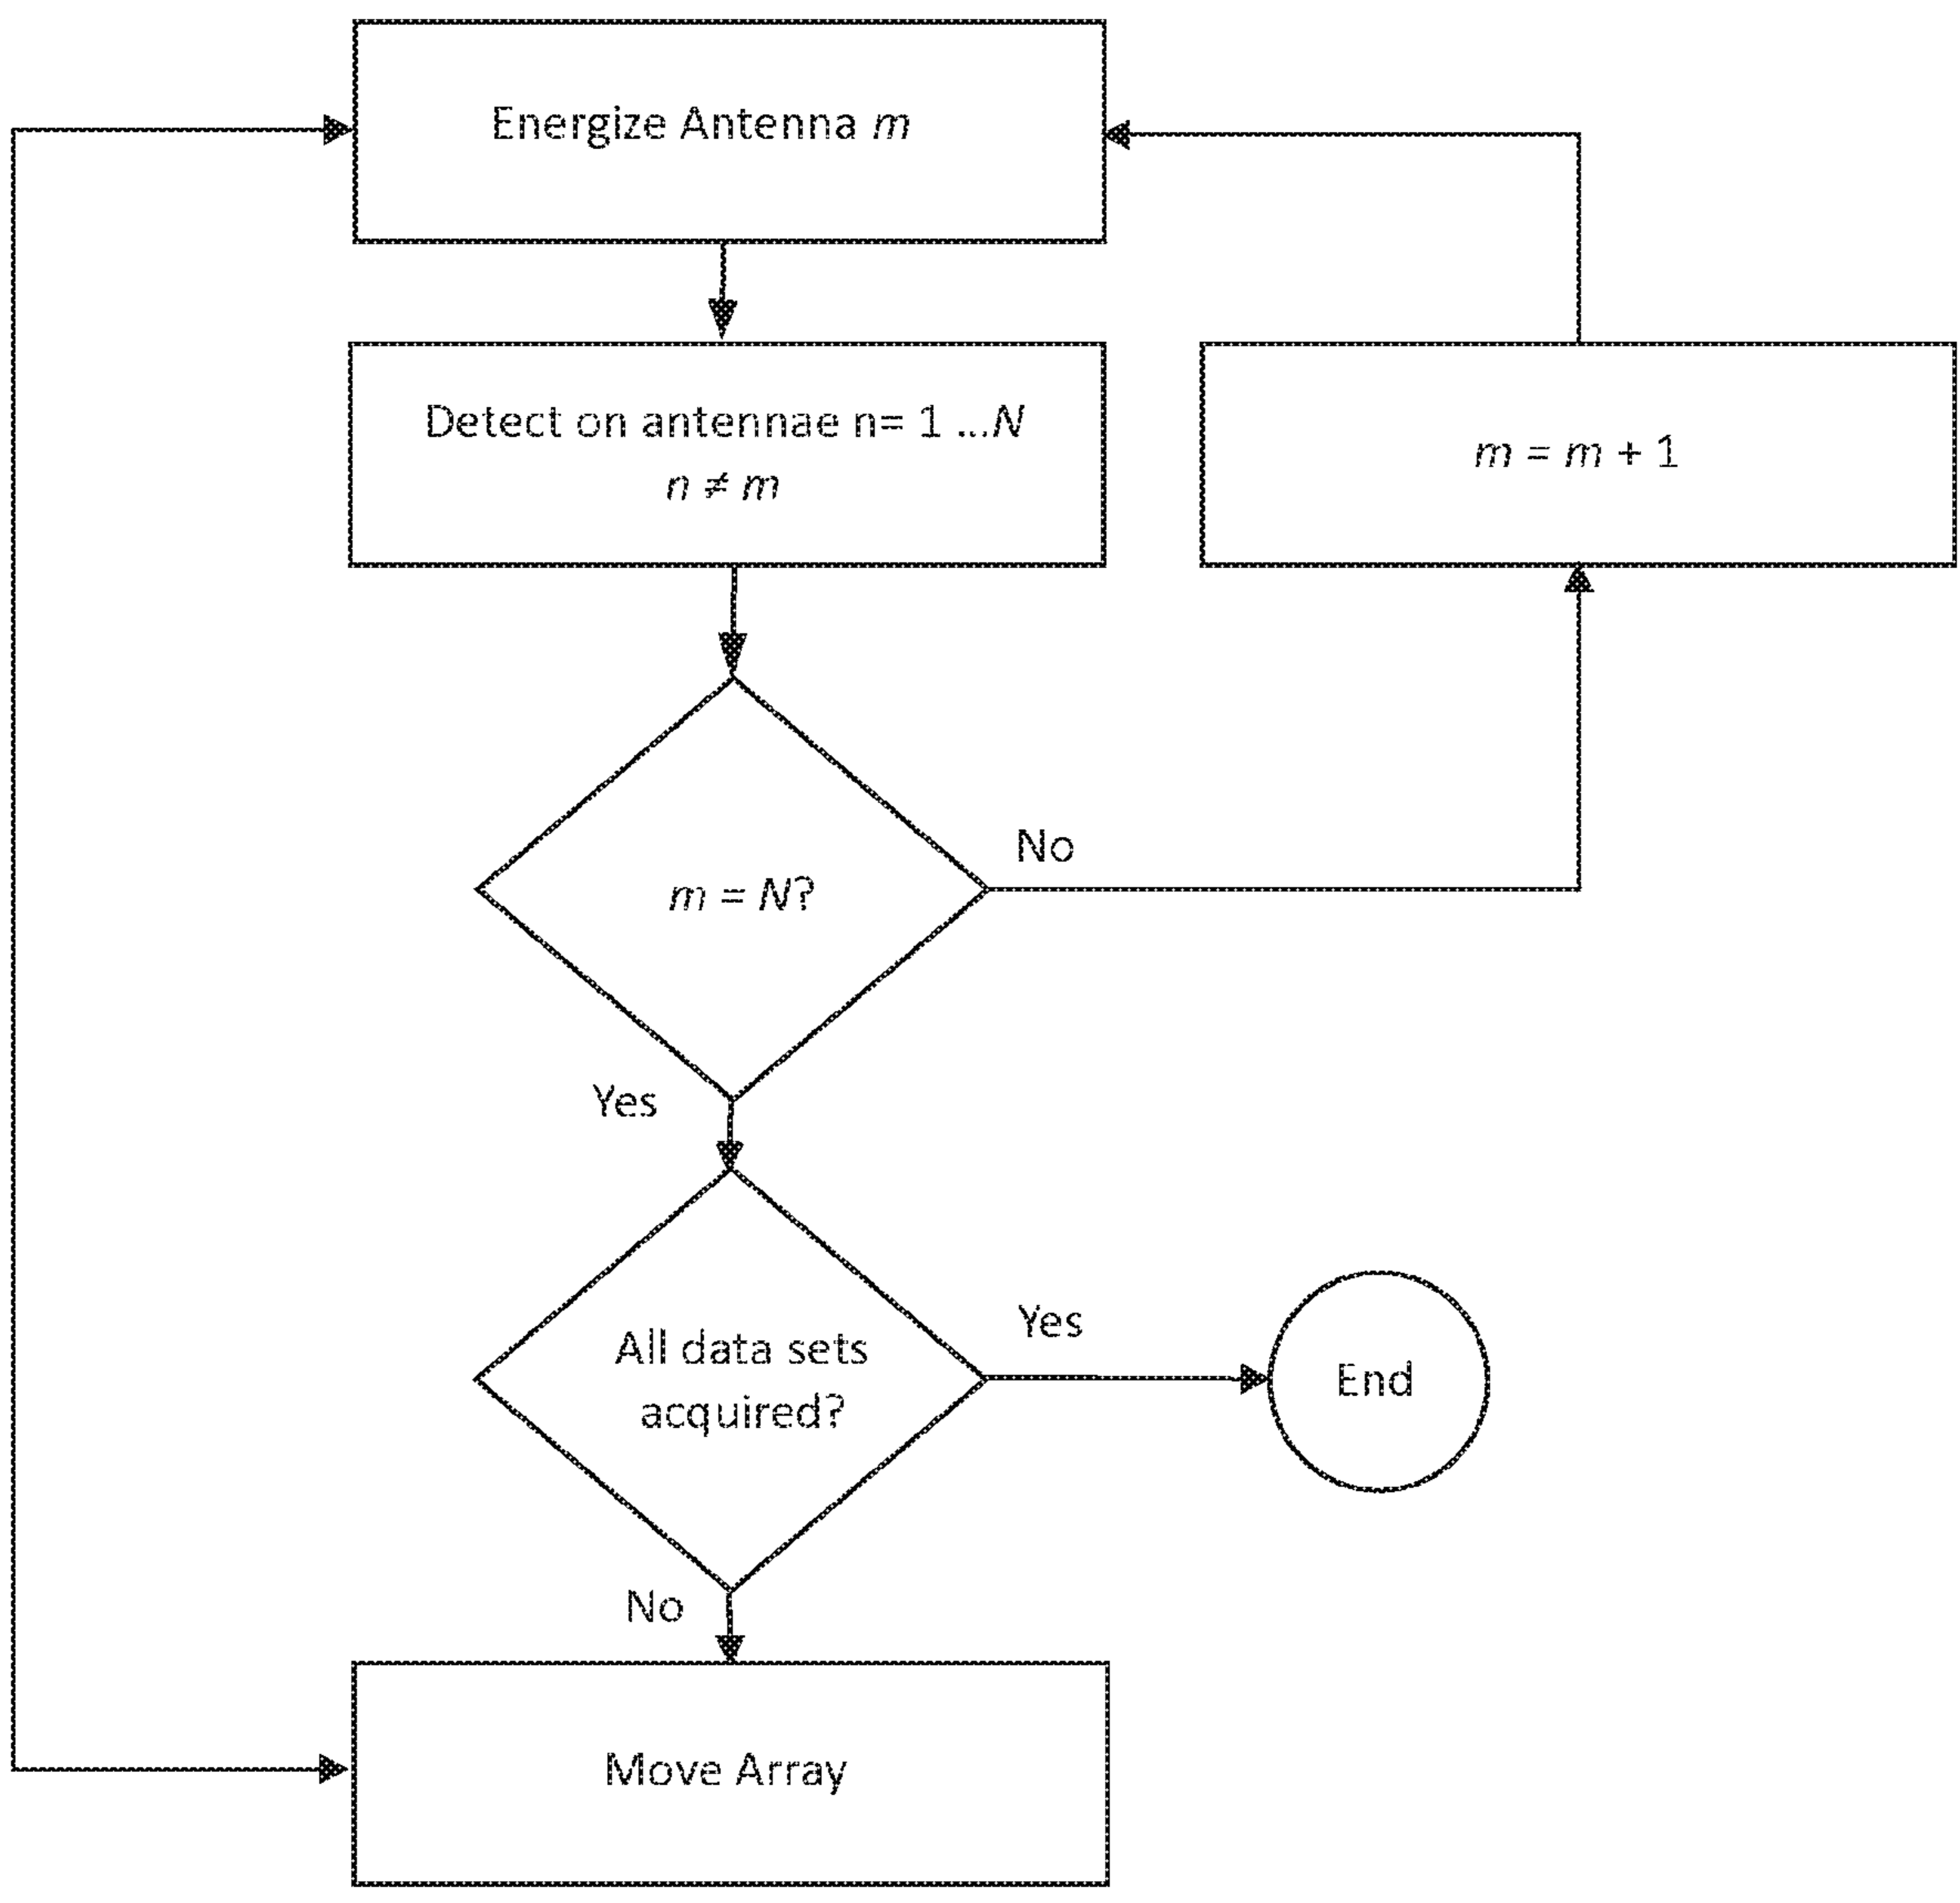 Energize Antenna m
Detect on antennae n= 1 ...N
n ≠ m
m = m + 1
m = N?
No
Yes
All data sets
acquired?
Yes
End
No
Move Array